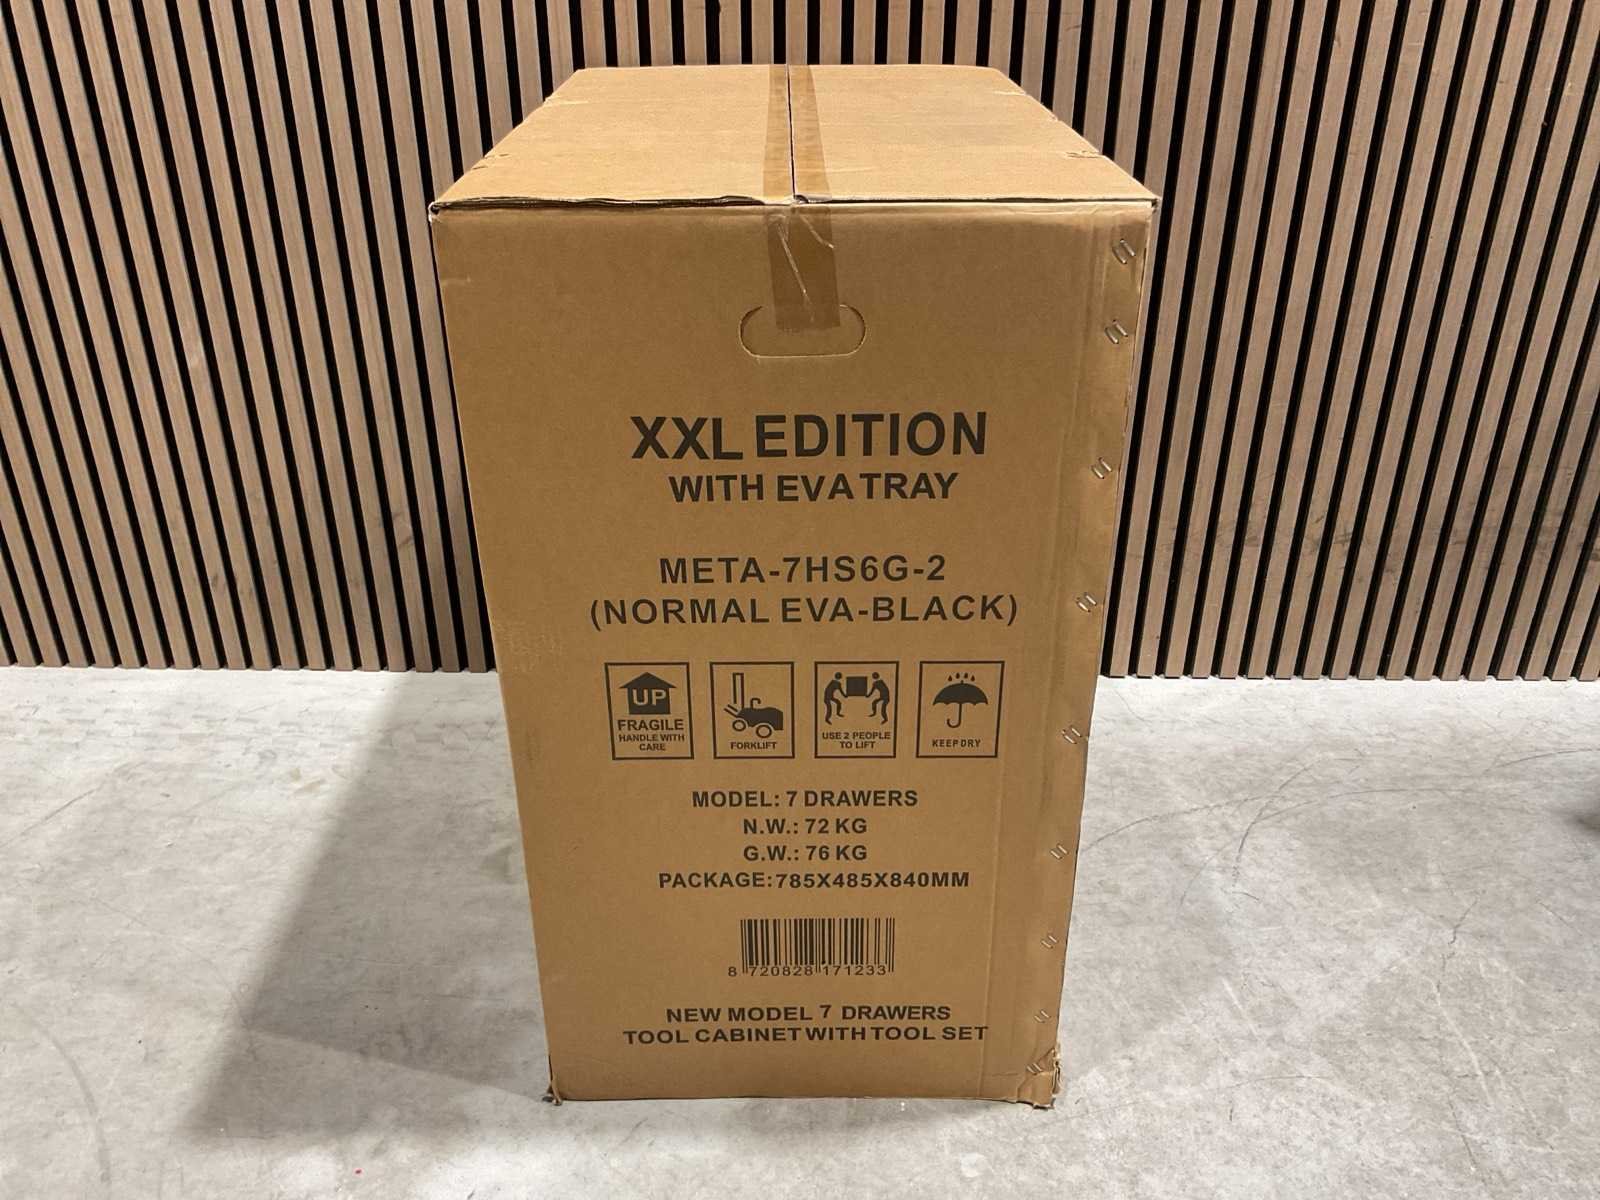 XXL EDITION
WITH EVA TRAY
META-7HS6G-2
(NORMAL EVA-BLACK)
UP
FRAGILE
HANDLE WITH
CARE
FORKLIFT
USE 2 PEOPLE
TO LIFT
KEEP DRY
MODEL: 7 DRAWERS
N.W.: 72 KG
G.W.: 76 KG
PACKAGE: 785X485X840MM
8 720828 171233
NEW MODEL 7 DRAWERS
TOOL CABINET WITH TOOL SET